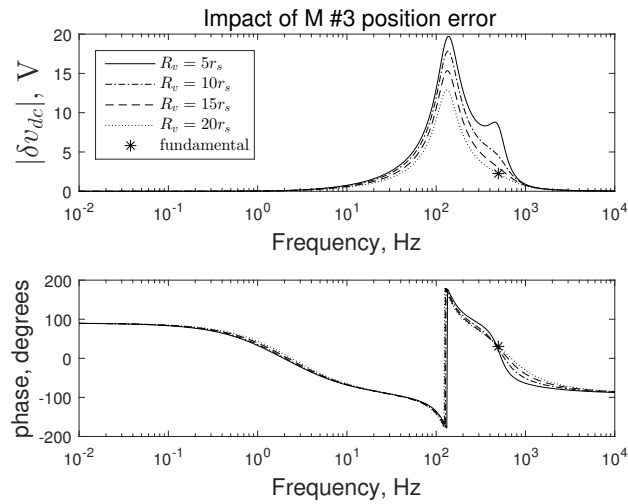 Impact of M #3 position error
|δv_{dc}|, V
20
15
10
5
0
R_v = 5r_s
R_v = 10r_s
R_v = 15r_s
R_v = 20r_s
fundamental
10^{-2} 10^{-1} 10^0 10^1 10^2 10^3 10^4
Frequency, Hz
phase, degrees
200
100
0
-100
-200
10^{-2} 10^{-1} 10^0 10^1 10^2 10^3 10^4
Frequency, Hz